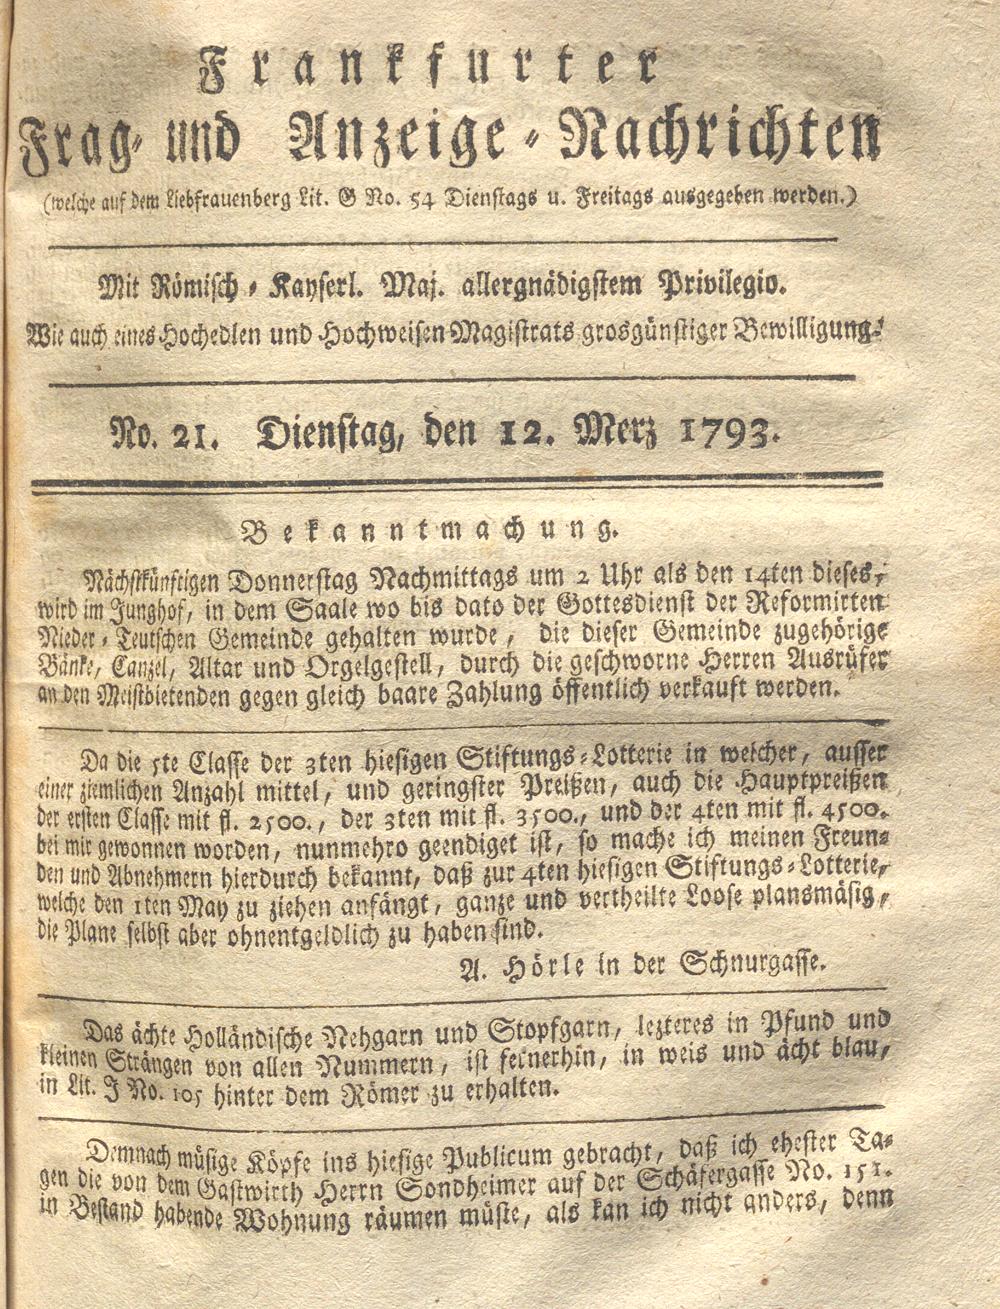 Frankfurter
Frag- und Anzeige-Nachrichten
(welche auf dem Liebfrauenberg Lit. G No. 54 Dienstags u. Freitags ausgegeben werden.)
Mit Römisch-Kayserl. Maj. allergnädigstem Privilegio.
Wie auch eines Hochedlen und Hochweisen Magistrats grosgünstiger Bewilligung.
No. 21. Dienstag, den 12. Merz 1793.
Bekanntmachung.
Nächstkünftigen Donnerstag Nachmittags um 2 Uhr als den 14ten dieses,
wird im Junghof, in dem Saale wo bis dato der Gottesdienst der Reformirten
Nieder-Teutschen Gemeinde gehalten wurde, die dieser Gemeinde zugehörige
Bänke, Canzel, Altar und Orgelgestell, durch die geschworne Herren Ausrüfer
an den Meistbietenden gegen gleich baare Zahlung öffentlich verkauft werden.
Da die 5te Classe der 3ten hiesigen Stiftungs-Lotterie in welcher, ausser
einer ziemlichen Anzahl mittel, und geringster Preißen, auch die Hauptpreißen
der ersten Classe mit fl. 2500., der 3ten mit fl. 3500., und der 4ten mit fl. 4500.
bei mir gewonnen worden, nunmehro geendiget ist, so mache ich meinen Freun-
den und Abnehmern hierdurch bekannt, daß zur 4ten hiesigen Stiftungs-Lotterie,
welche den 1ten May zu ziehen anfängt, ganze und vertheilte Loose plansmäsig,
die Plane selbst aber ohnentgeldlich zu haben sind.
A. Hörle in der Schnurgasse.
Das ächte Holländische Nehgarn und Stopfgarn, lezteres in Pfund und
kleinen Strängen von allen Nummern, ist fernerhin, in weis und ächt blau,
in Lit. J No. 105 hinter dem Römer zu erhalten.
Demnach müsige Köpfe ins hiesige Publicum gebracht, daß ich ehester Ta-
gen die von dem Gastwirth Herrn Sondheimer auf der Schäfergasse No. 151.
in Bestand habende Wohnung räumen müste, als kan ich nicht anders, denn